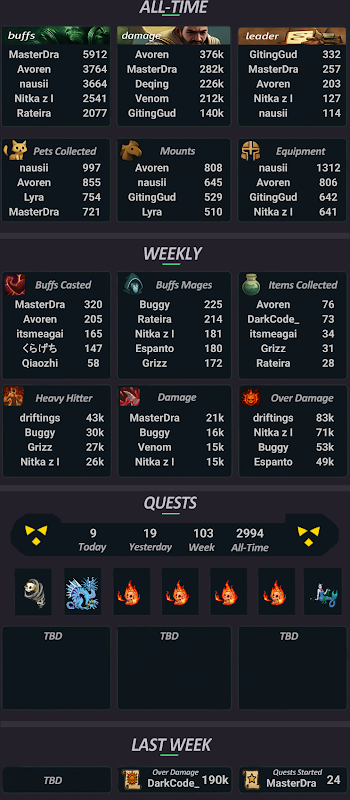 ALL-TIME
buffs damage leader
MasterDra 5912 Avoren 376k GitingGud 332
Avoren 3764 MasterDra 282k MasterDra 257
nausii 3664 Deqing 226k Avoren 203
Nitka z l 2541 Venom 212k Nitka z l 127
Rateira 2077 GitingGud 140k nausii 114
Pets Collected Mounts Equipment
nausii 997 Avoren 808 nausii 1312
Avoren 855 nausii 645 Avoren 806
Lyra 754 GitingGud 529 GitingGud 642
MasterDra 721 Lyra 510 Nitka z l 641
WEEKLY
Buffs Casted Buffs Mages Items Collected
MasterDra 320 Buggy 225 Avoren 76
Avoren 205 Rateira 214 DarkCode_ 73
itsmeagai 165 Nitka z l 181 itsmeagai 34
くらげち 147 Espanto 180 Grizz 31
Qiaozhi 58 Grizz 172 Rateira 28
Heavy Hitter Damage Over Damage
driftings 43k MasterDra 21k driftings 83k
Buggy 30k Buggy 16k Nitka z l 71k
Grizz 27k Venom 15k Buggy 53k
Nitka z l 26k Nitka z l 15k Espanto 49k
QUESTS
9 19 103 2994
Today Yesterday Week All-Time
TBD TBD TBD
LAST WEEK
TBD Over Damage Quests Started
DarkCode_ 190k MasterDra 24